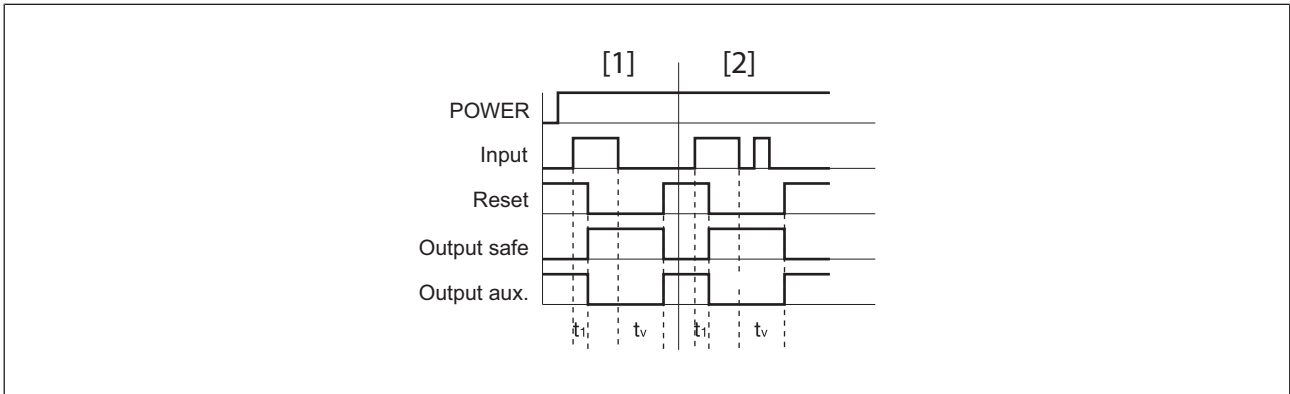 [1] [2]
POWER
Input
Reset
Output safe
Output aux.
t1 tv t1 tv